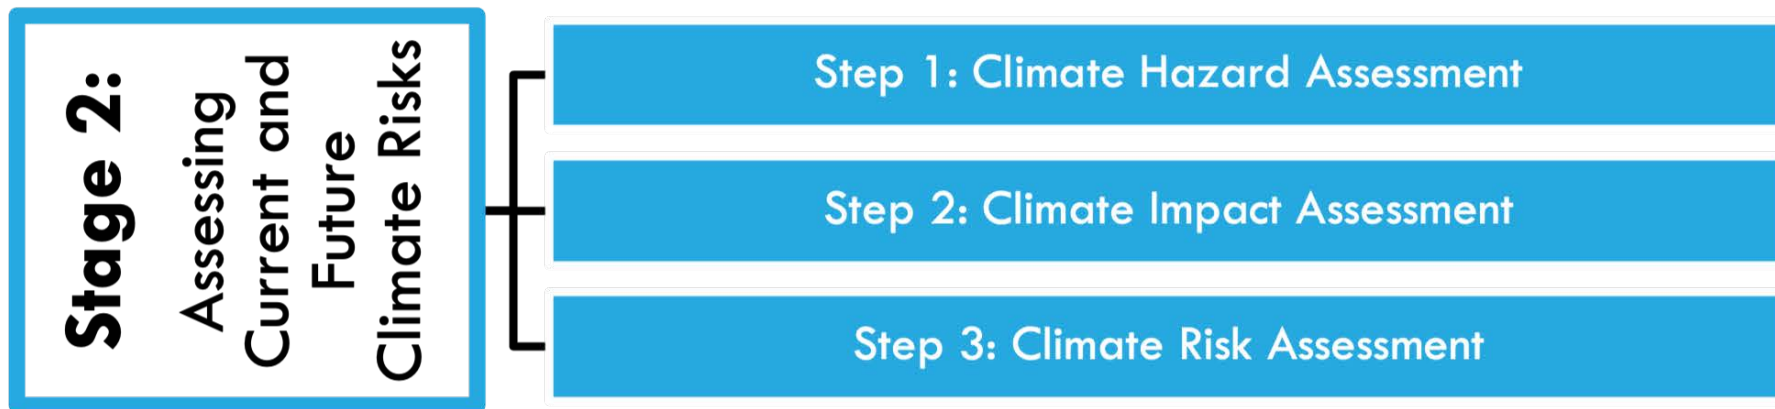 Stage 2:
Assessing
Current and
Future
Climate Risks
Step 1: Climate Hazard Assessment
Step 2: Climate Impact Assessment
Step 3: Climate Risk Assessment